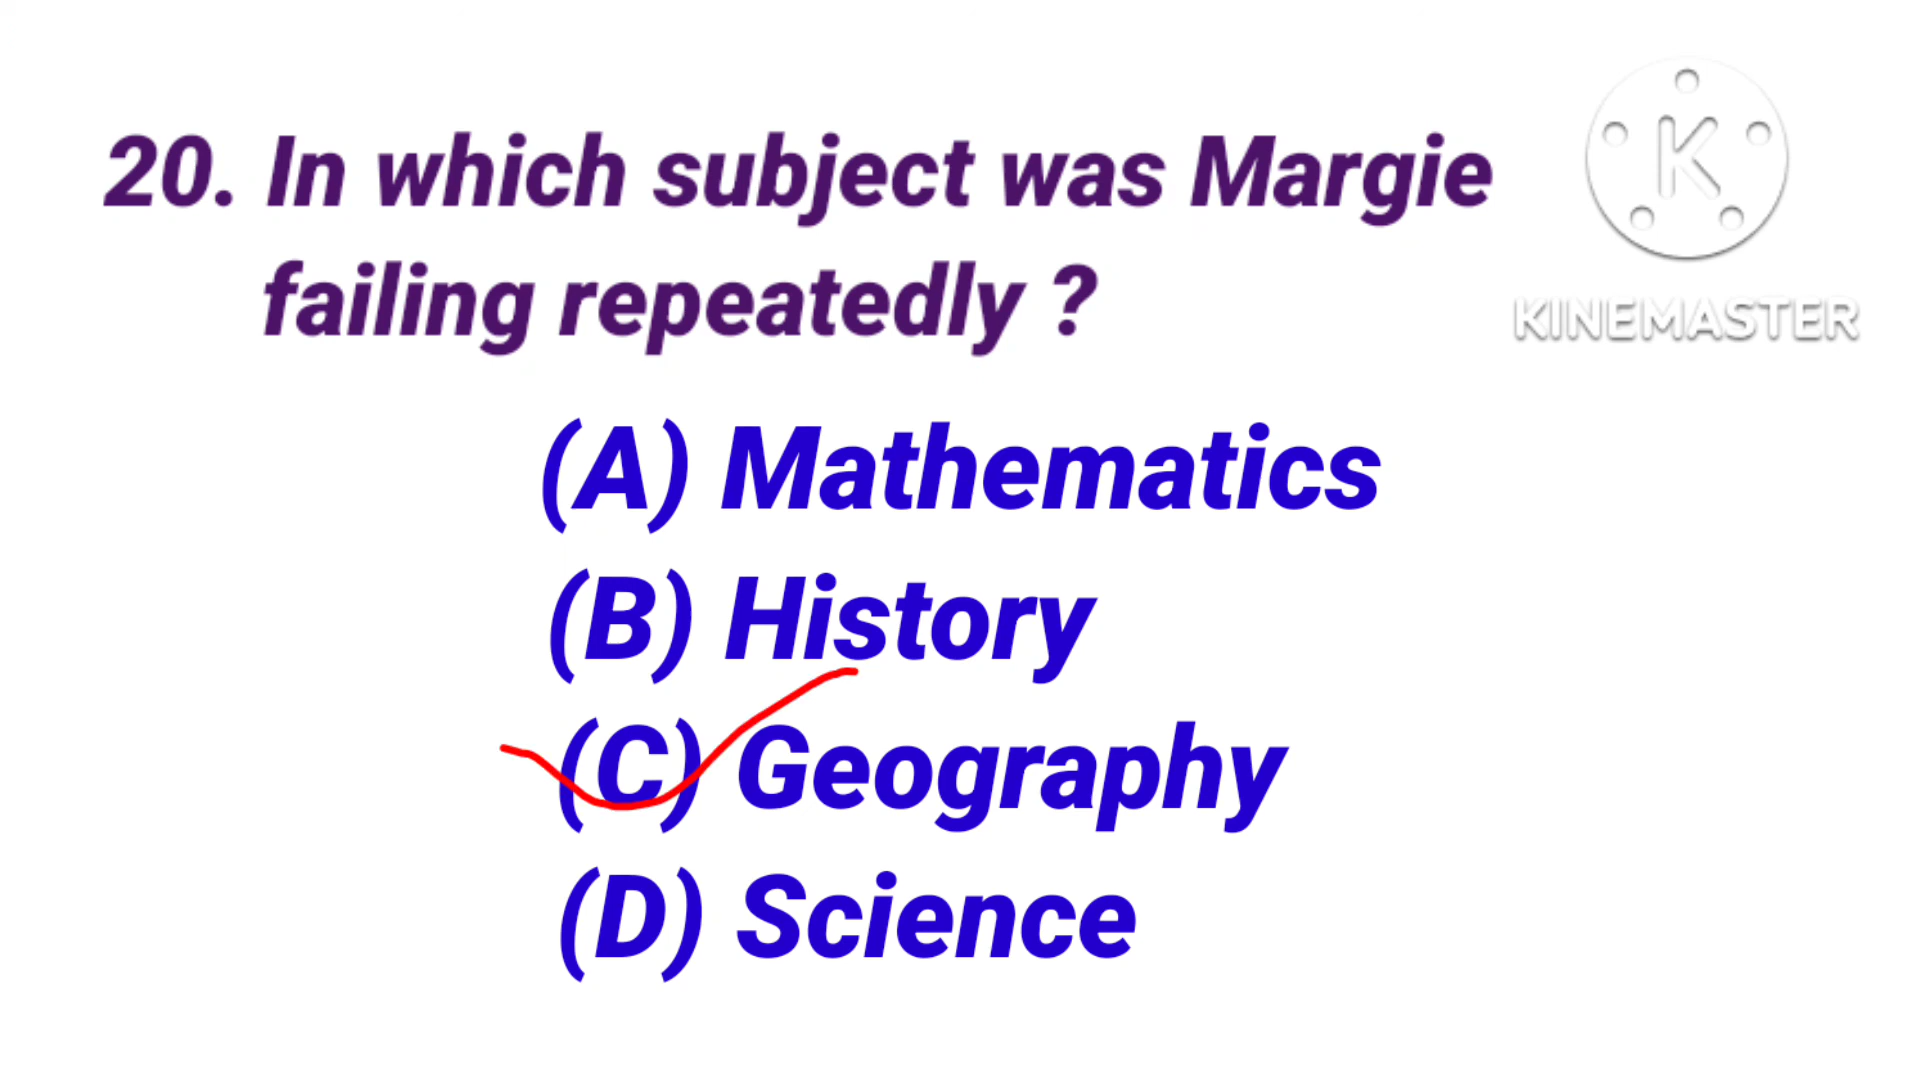 20. In which subject was Margie
failing repeatedly ?
K
KINEMASTER
(A) Mathematics
(B) History
(C) Geography
(D) Science